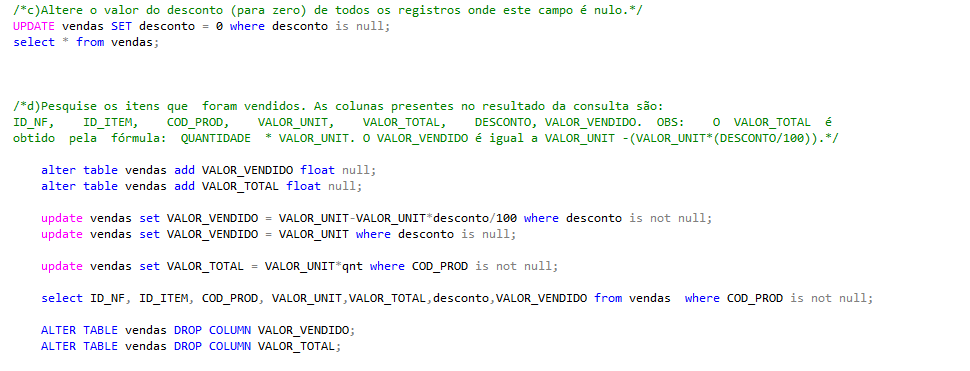 /*c)Altere o valor do desconto (para zero) de todos os registros onde este campo é nulo.*/
UPDATE vendas SET desconto = 0 where desconto is null;
select * from vendas;
/*d)Pesquise os itens que  foram vendidos. As colunas presentes no resultado da consulta são:
ID_NF,    ID_ITEM,    COD_PROD,    VALOR_UNIT,    VALOR_TOTAL,    DESCONTO, VALOR_VENDIDO.  OBS:   O  VALOR_TOTAL  é
obtido  pela  fórmula:  QUANTIDADE  * VALOR_UNIT. O VALOR_VENDIDO é igual a VALOR_UNIT -(VALOR_UNIT*(DESCONTO/100)).*/
alter table vendas add VALOR_VENDIDO float null;
alter table vendas add VALOR_TOTAL float null;
update vendas set VALOR_VENDIDO = VALOR_UNIT-VALOR_UNIT*desconto/100 where desconto is not null;
update vendas set VALOR_VENDIDO = VALOR_UNIT where desconto is null;
update vendas set VALOR_TOTAL = VALOR_UNIT*qnt where COD_PROD is not null;
select ID_NF, ID_ITEM, COD_PROD, VALOR_UNIT,VALOR_TOTAL,desconto,VALOR_VENDIDO from vendas  where COD_PROD is not null;
ALTER TABLE vendas DROP COLUMN VALOR_VENDIDO;
ALTER TABLE vendas DROP COLUMN VALOR_TOTAL;